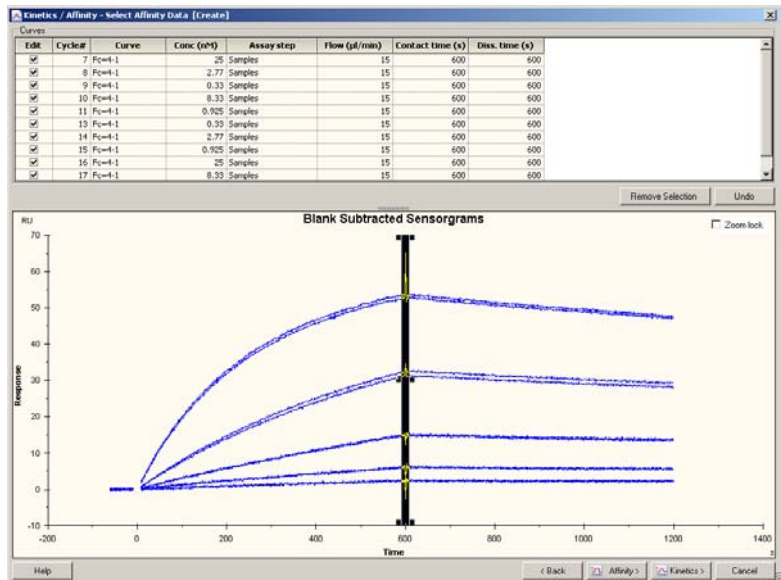 Kinetics / Affinity - Select Affinity Data [Create]
Curves
Edit Cycle# Curve Conc (nM) Assay step Flow (µl/min) Contact time (s) Diss. time (s)
7 Fc=4-1 25 Samples 15 600 600
8 Fc=4-1 2.77 Samples 15 600 600
9 Fc=4-1 0.33 Samples 15 600 600
10 Fc=4-1 8.33 Samples 15 600 600
11 Fc=4-1 0.925 Samples 15 600 600
13 Fc=4-1 0.33 Samples 15 600 600
14 Fc=4-1 2.77 Samples 15 600 600
15 Fc=4-1 0.925 Samples 15 600 600
16 Fc=4-1 25 Samples 15 600 600
17 Fc=4-1 8.33 Samples 15 600 600
Remove Selection Undo
Blank Subtracted Sensorgrams
RU
Zoom lock
70
60
50
40
30
20
10
0
-10
Response
-200 0 200 400 600 800 1000 1200 1400
Time s
Help < Back Affinity > Kinetics > Cancel